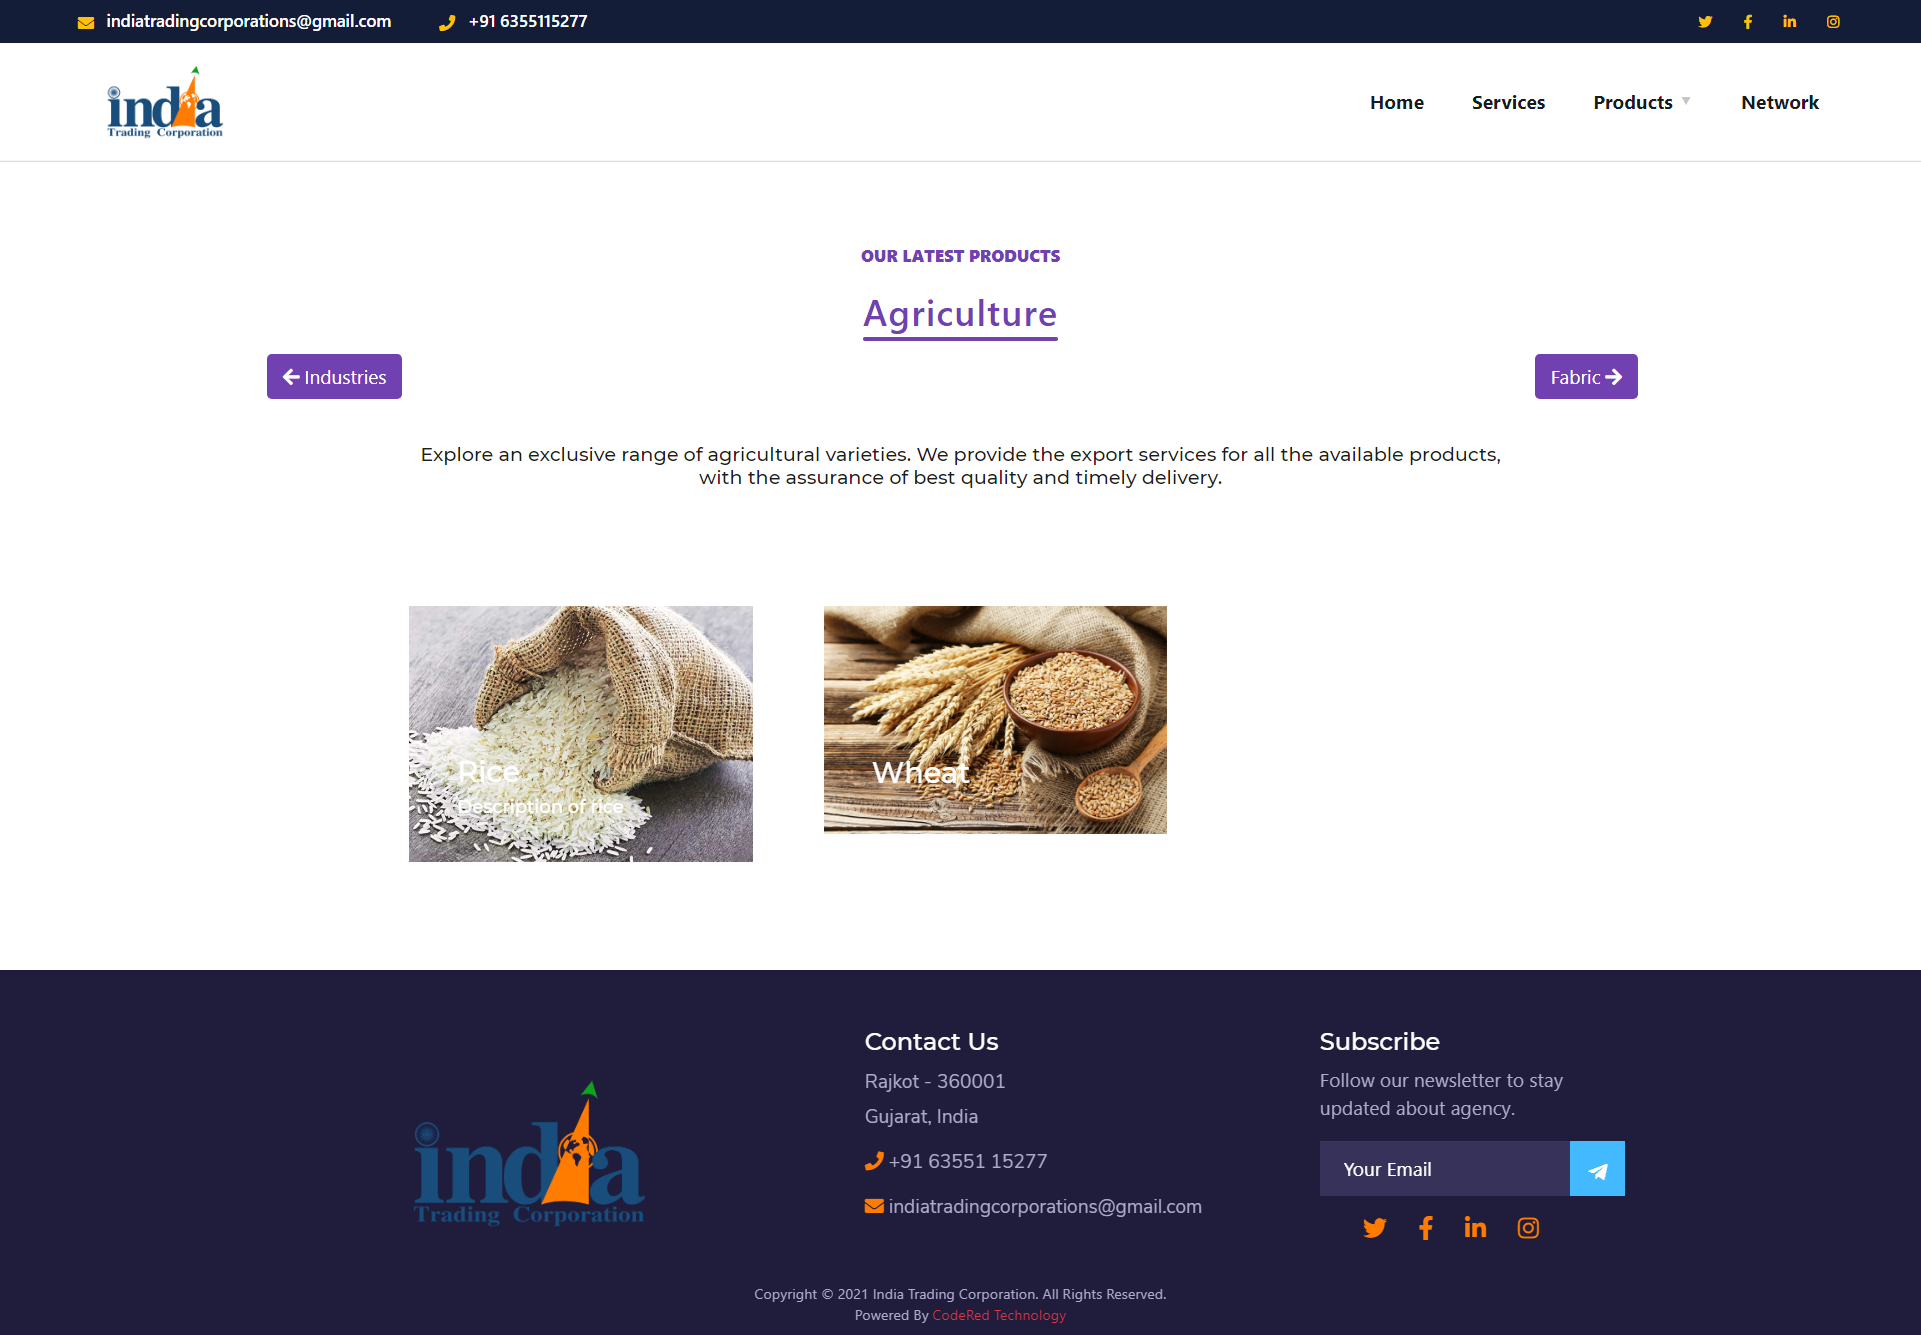 indiatradingcorporations@gmail.com
+91 6355115277
india
Trading Corporation
Home
Services
Products
Network
OUR LATEST PRODUCTS
Agriculture
Industries
Fabric
Explore an exclusive range of agricultural varieties. We provide the export services for all the available products,
with the assurance of best quality and timely delivery.
Rice
Description of rice
Wheat
india
Trading Corporation
Contact Us
Rajkot - 360001
Gujarat, India
+91 63551 15277
indiatradingcorporations@gmail.com
Subscribe
Follow our newsletter to stay
updated about agency.
Your Email
Copyright © 2021 India Trading Corporation. All Rights Reserved.
Powered By CodeRed Technology